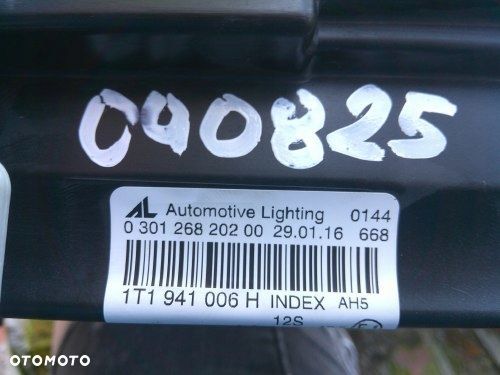 040825
AL Automotive Lighting 0144
0 301 268 202 00 29.01.16 668
1T1 941 006 H INDEX AH5
12S
OTOMOTO